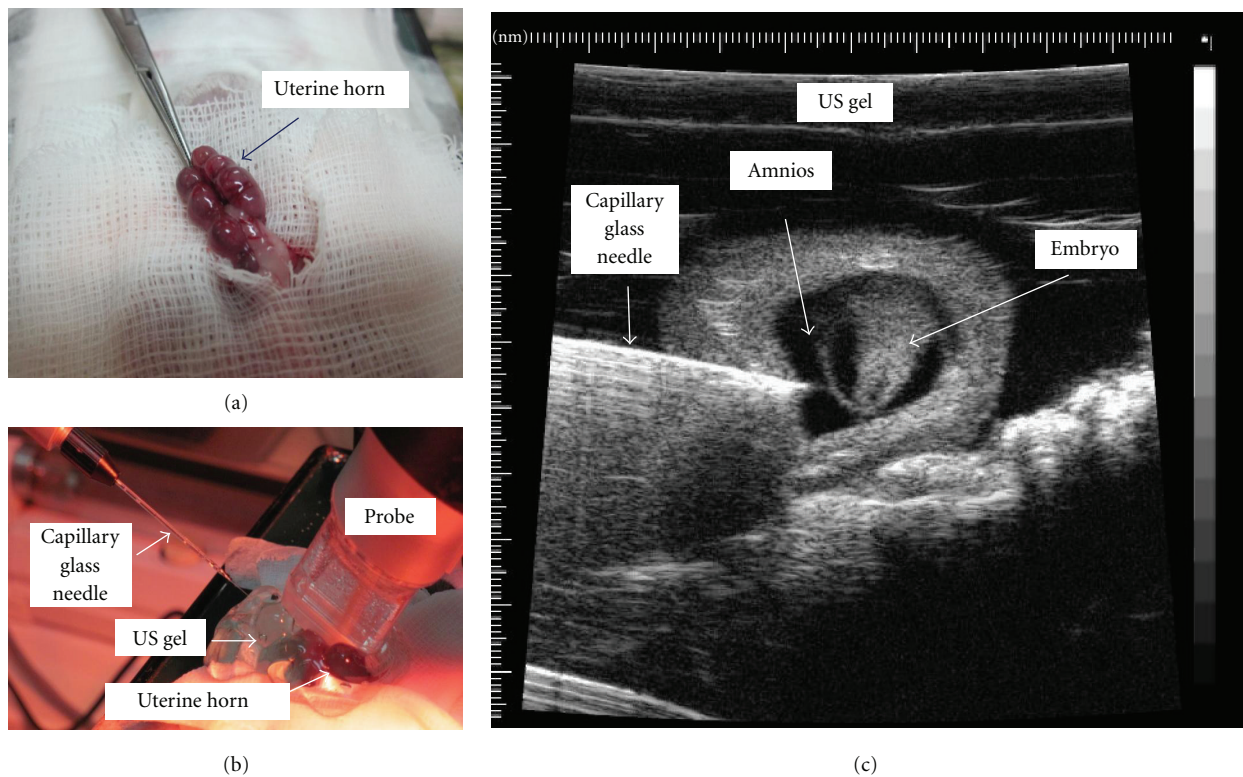 Uterine horn
(a)
Probe
Capillary
glass
needle
US gel
Uterine horn
(b)
(nm)
US gel
Amnios
Capillary
glass
needle
Embryo
(c)